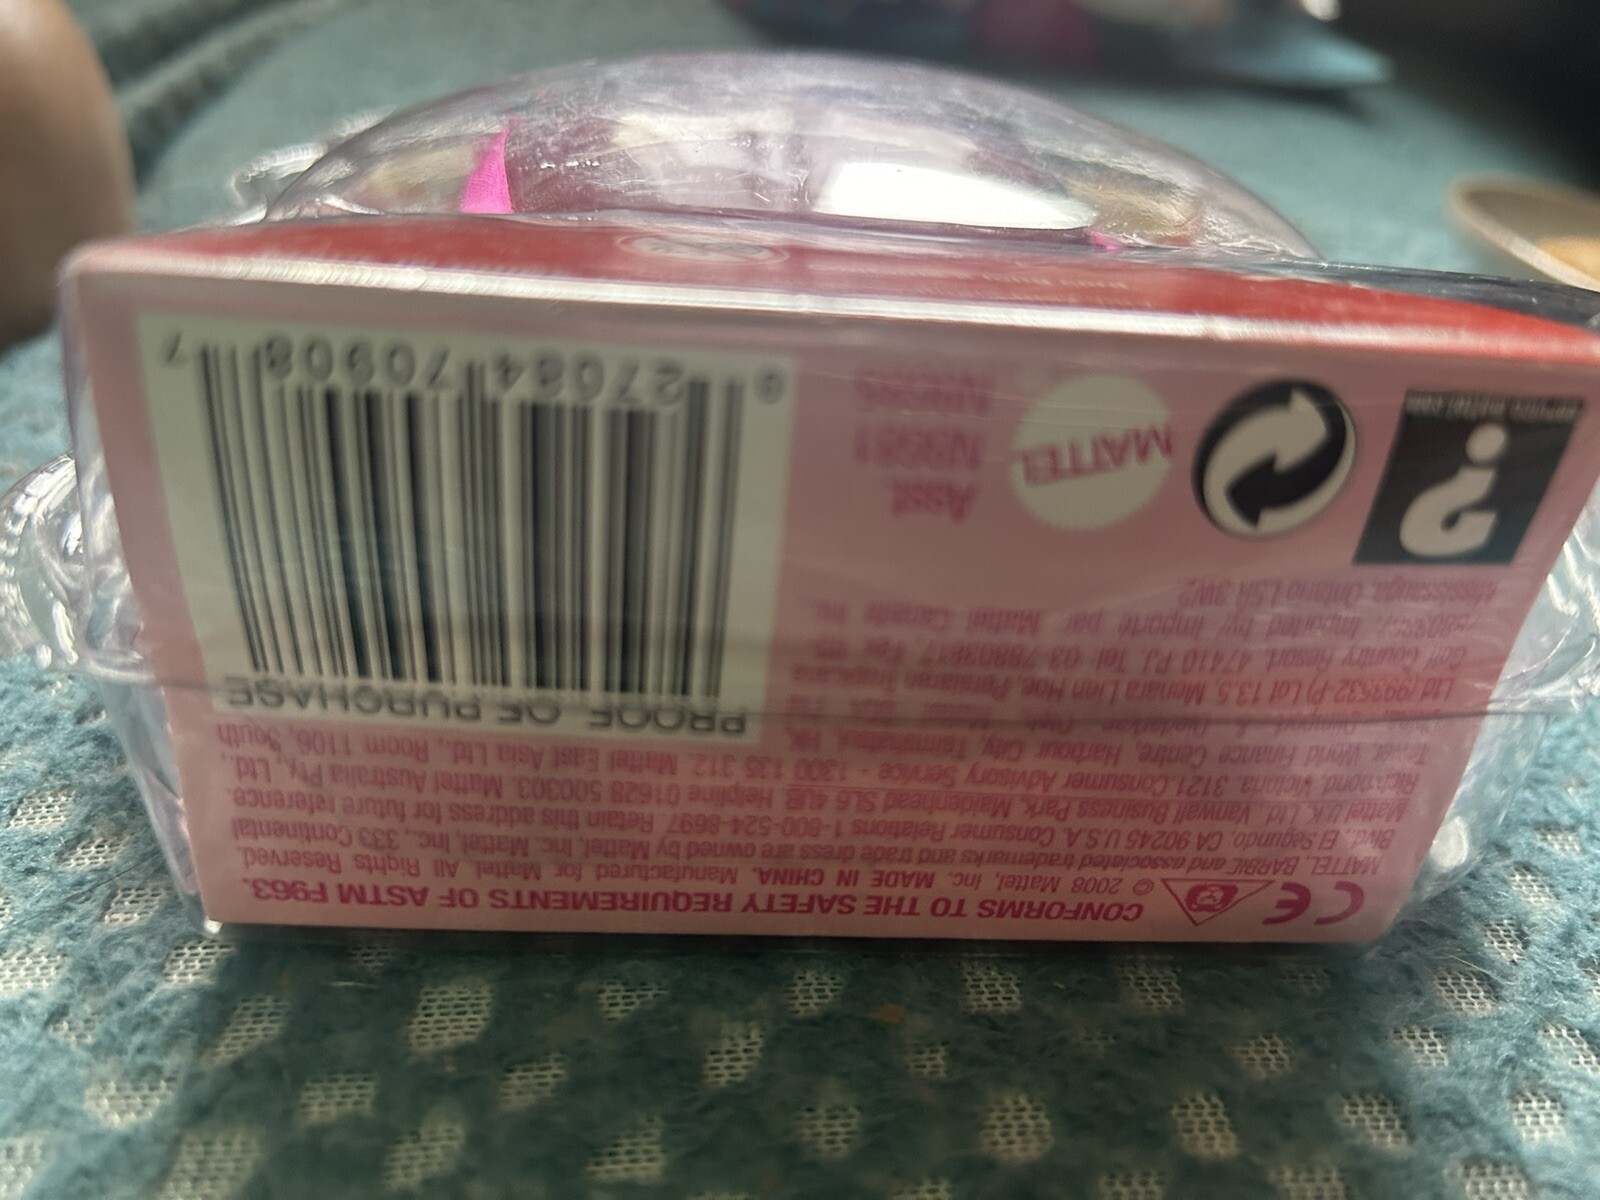 CONFORMS TO THE SAFETY REQUIREMENTS OF ASTM F963.
© 2008 Mattel, Inc. MADE IN CHINA. Manufactured for Mattel. All Rights Reserved.
MATTEL, BARBIE and associated trademarks and trade dress are owned by Mattel, Inc. Mattel, Inc., 333 Continental
Blvd., El Segundo, CA 90245 U.S.A. Consumer Relations 1-800-524-8697. Retain this address for future reference.
Mattel U.K. Ltd. Vanwall Business Park, Maidenhead SL6 4UB. Helpline 01628 500303. Mattel Australia Pty., Ltd.,
Richmond, Victoria. 3121. Consumer Advisory Service - 1300 135 312. Mattel East Asia Ltd., Room 1106, South
Tower, World Finance Centre, Harbour City, Tsimshatsui, HK,
Ltd (993532-P) Lot 13.5, Menara Lien Hoe, Persiaran Tropicana
Golf Country Resort, 47410 PJ. Tel: 03-78803817, Fax: 03-
78803867. Imported by / Importé par: Mattel Canada Inc.,
Mississauga, Ontario L5R 3W2.
PROOF OF PURCHASE
27084 70908 7
Asst.
MATTEL
CE